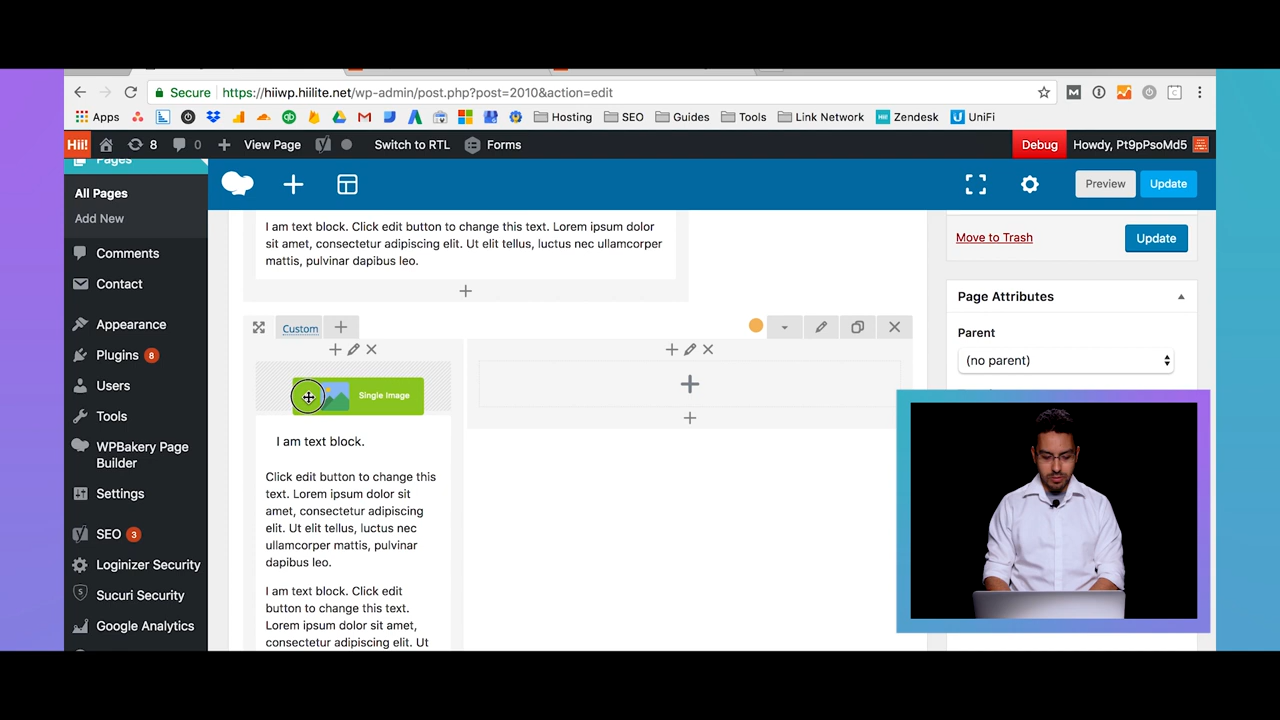 Secure
https://hiiwp.hiilite.net/wp-admin/post.php?post=2010&action=edit
Apps
Hosting
SEO
Guides
Tools
Link Network
Zendesk
UniFi
Hii!
8
0
View Page
Switch to RTL
Forms
Debug
Howdy, Pt9pPsoMd5
Pages
All Pages
Add New
Comments
Contact
Appearance
Plugins 8
Users
Tools
WPBakery Page
Builder
Settings
SEO 3
Loginizer Security
Sucuri Security
Google Analytics
Preview
Update
I am text block. Click edit button to change this text. Lorem ipsum dolor
sit amet, consectetur adipiscing elit. Ut elit tellus, luctus nec ullamcorper
mattis, pulvinar dapibus leo.
Custom
Single Image
I am text block.
Click edit button to change this
text. Lorem ipsum dolor sit
amet, consectetur adipiscing
elit. Ut elit tellus, luctus nec
ullamcorper mattis, pulvinar
dapibus leo.
I am text block. Click edit
button to change this text.
Lorem ipsum dolor sit amet,
consectetur adipiscing elit. Ut
Move to Trash
Update
Page Attributes
Parent
(no parent)